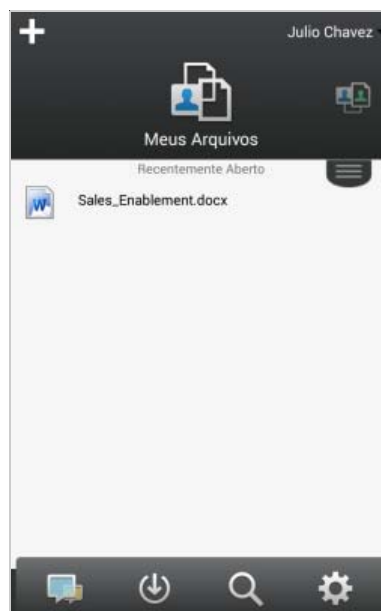 Julio Chavez
Meus Arquivos
Recentemente Aberto
W
Sales_Enablement.docx